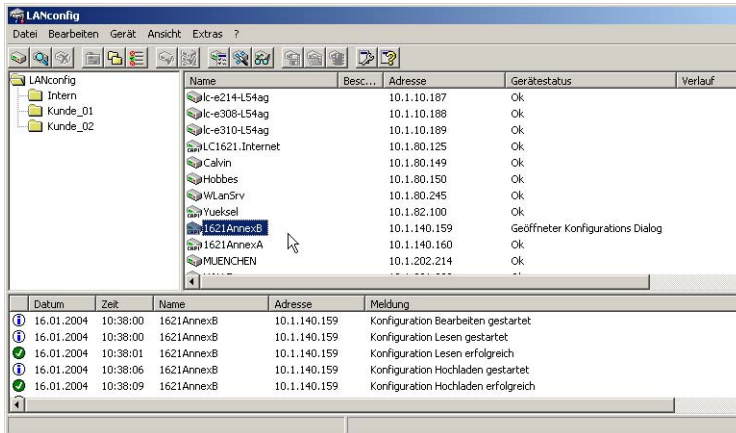 LANconfig
Datei Bearbeiten Gerät Ansicht Extras ?
LANconfig
Intern
Kunde_01
Kunde_02
Name Besc... Adresse Gerätestatus Verlauf
lc-e214-L54ag 10.1.10.187 Ok
lc-e308-L54ag 10.1.10.188 Ok
lc-e310-L54ag 10.1.10.189 Ok
LC1621.Internet 10.1.80.125 Ok
Calvin 10.1.80.149 Ok
Hobbes 10.1.80.150 Ok
WLanSrv 10.1.80.245 Ok
Yueksel 10.1.82.100 Ok
1621AnnexB 10.1.140.159 Geöffneter Konfigurations Dialog
1621AnnexA 10.1.140.160 Ok
MUENCHEN 10.1.202.214 Ok
Datum Zeit Name Adresse Meldung
16.01.2004 10:38:00 1621AnnexB 10.1.140.159 Konfiguration Bearbeiten gestartet
16.01.2004 10:38:00 1621AnnexB 10.1.140.159 Konfiguration Lesen gestartet
16.01.2004 10:38:01 1621AnnexB 10.1.140.159 Konfiguration Lesen erfolgreich
16.01.2004 10:38:06 1621AnnexB 10.1.140.159 Konfiguration Hochladen gestartet
16.01.2004 10:38:09 1621AnnexB 10.1.140.159 Konfiguration Hochladen erfolgreich